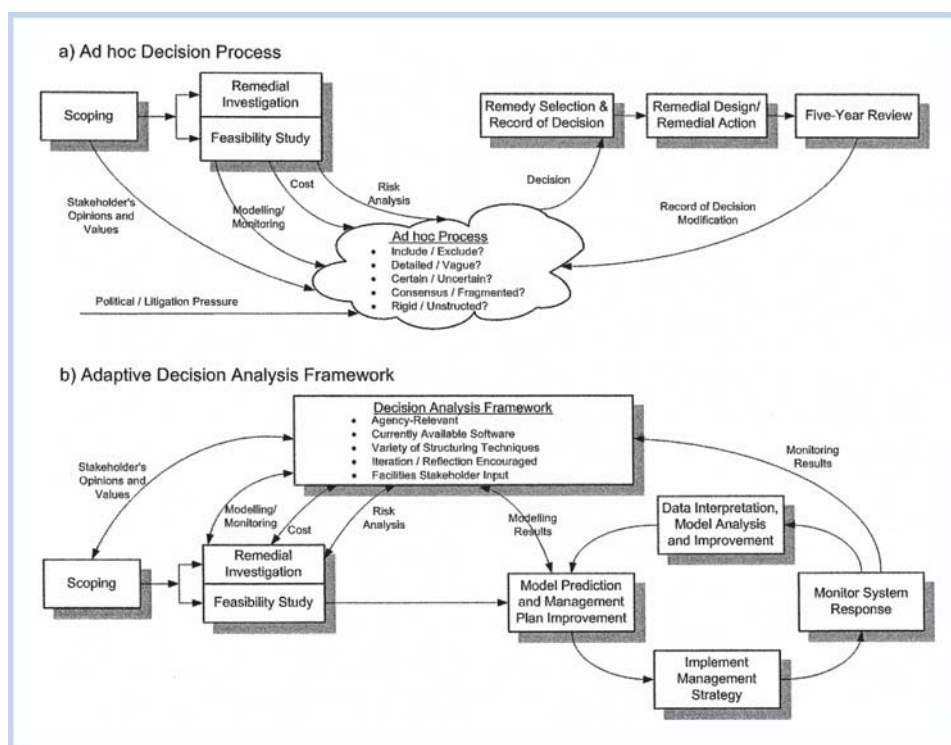 a) Ad hoc Decision Process
Scoping
Remedial
Investigation
Feasibility Study
Remedy Selection &
Record of Decision
Remedial Design/
Remedial Action
Five-Year Review
Stakeholder's
Opinions and
Values
Modelling/
Monitoring
Cost
Risk
Analysis
Decision
Record of Decision
Modification
Ad hoc Process
• Include / Exclude?
• Detailed / Vague?
• Certain / Uncertain?
• Consensus / Fragmented?
• Rigid / Unstructed?
Political / Litigation Pressure
b) Adaptive Decision Analysis Framework
Decision Analysis Framework
• Agency-Relevant
• Currently Available Software
• Variety of Structuring Techniques
• Iteration / Reflection Encouraged
• Facilities Stakeholder Input
Stakeholder's
Opinions and
Values
Modelling/
Monitoring
Cost
Risk
Analysis
Modelling
Results
Monitoring
Results
Data Interpretation,
Model Analysis
and Improvement
Scoping
Remedial
Investigation
Feasibility Study
Model Prediction
and Management
Plan Improvement
Monitor System
Response
Implement
Management
Strategy